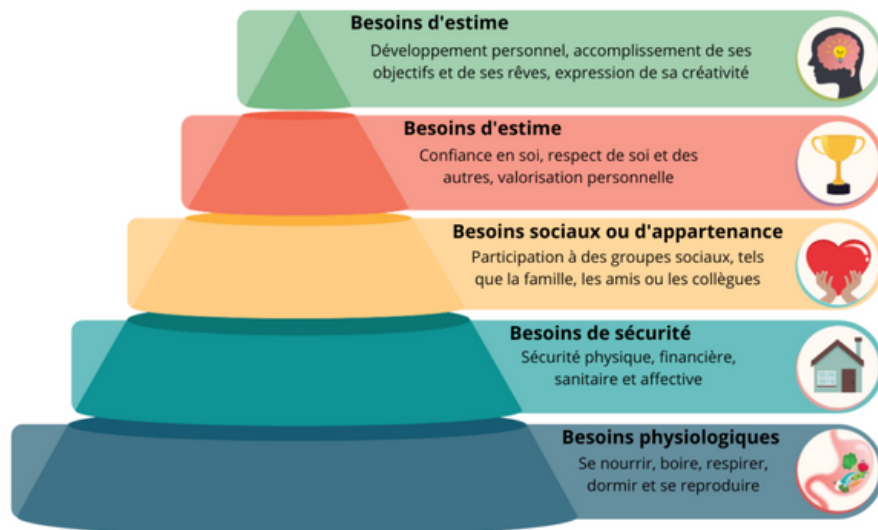 Besoins d'estime
Développement personnel, accomplissement de ses
objectifs et de ses rêves, expression de sa créativité
Besoins d'estime
Confiance en soi, respect de soi et des
autres, valorisation personnelle
Besoins sociaux ou d'appartenance
Participation à des groupes sociaux, tels
que la famille, les amis ou les collègues
Besoins de sécurité
Sécurité physique, financière,
sanitaire et affective
Besoins physiologiques
Se nourrir, boire, respirer,
dormir et se reproduire